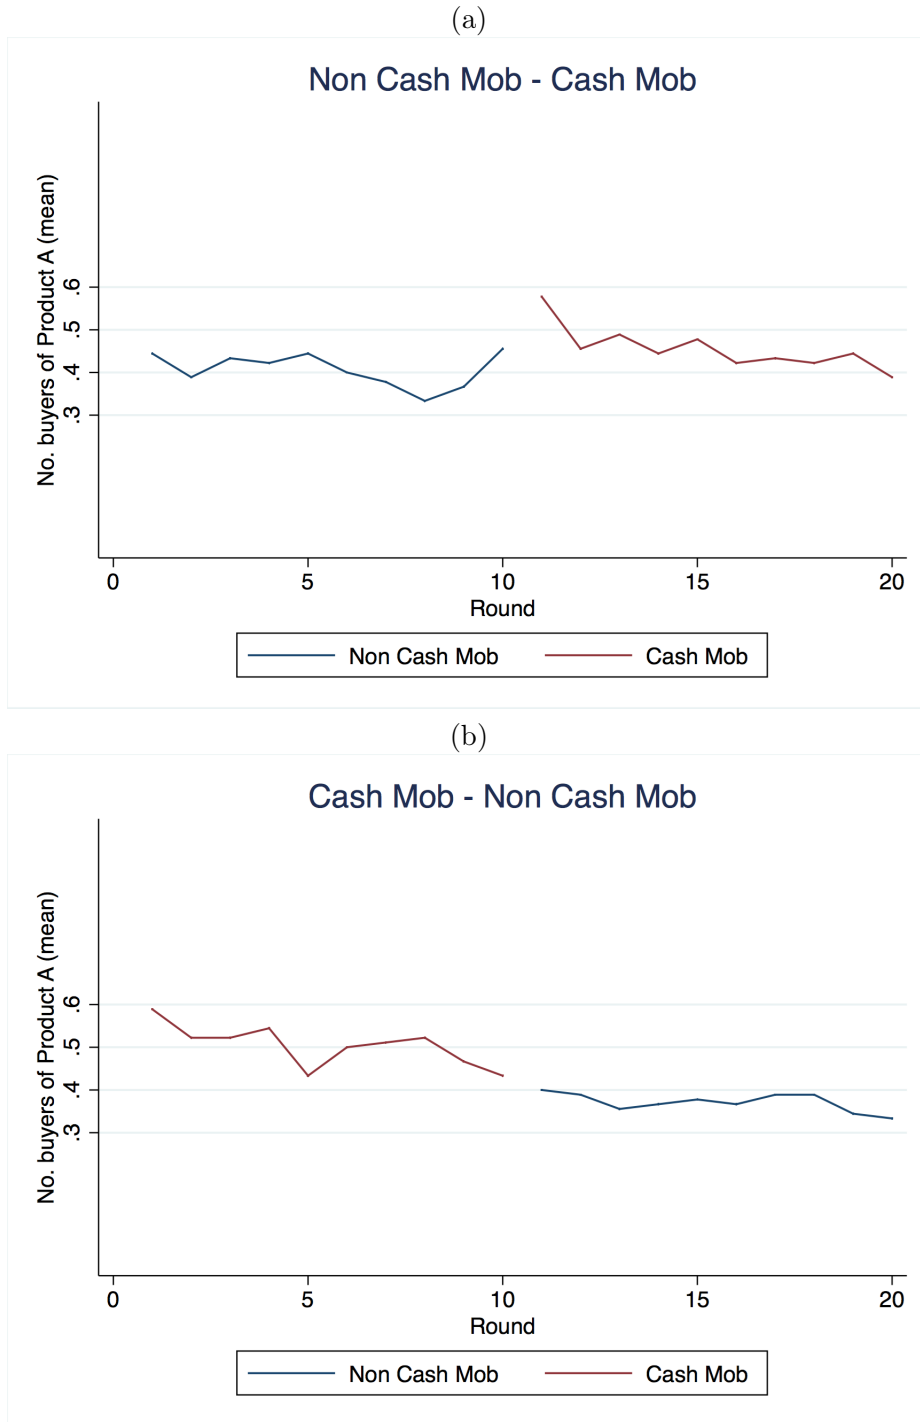 (a)
Non Cash Mob - Cash Mob
No. buyers of Product A (mean)
.6
.5
.4
.3
0 5 10 15 20
Round
Non Cash Mob Cash Mob
(b)
Cash Mob - Non Cash Mob
No. buyers of Product A (mean)
.6
.5
.4
.3
0 5 10 15 20
Round
Non Cash Mob Cash Mob